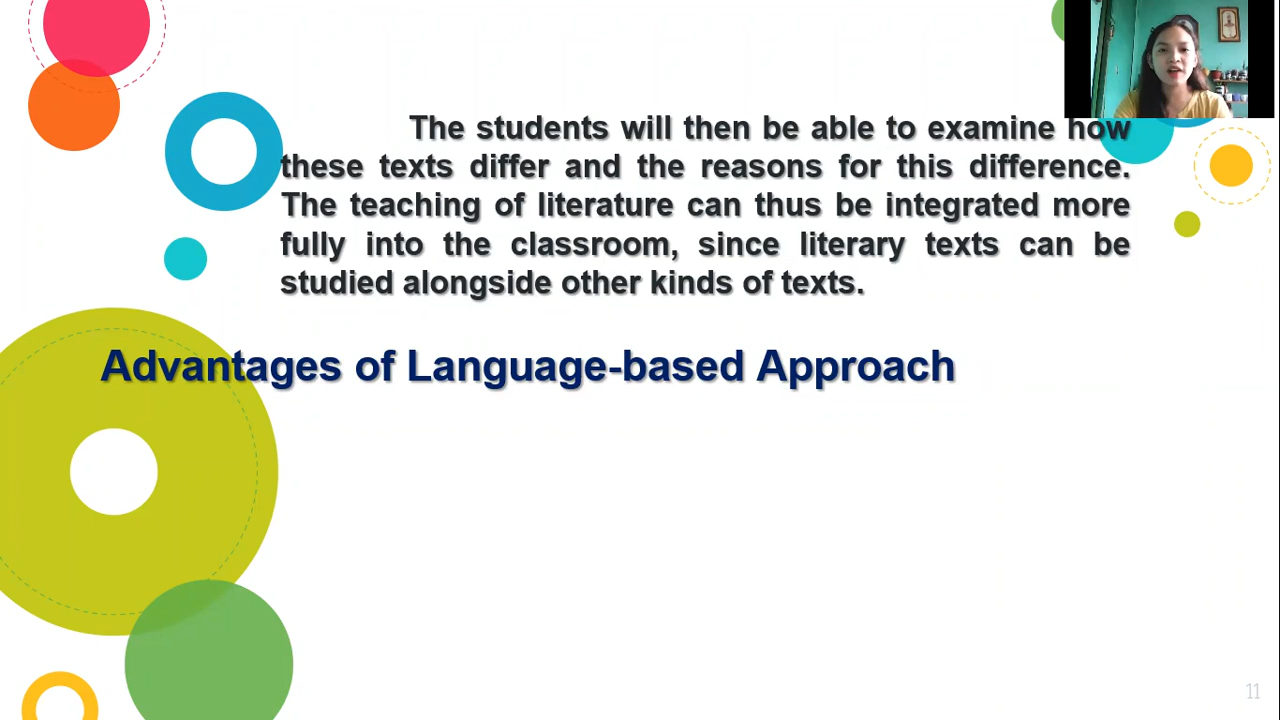 The students will then be able to examine how
these texts differ and the reasons for this difference.
The teaching of literature can thus be integrated more
fully into the classroom, since literary texts can be
studied alongside other kinds of texts.
Advantages of Language-based Approach
11